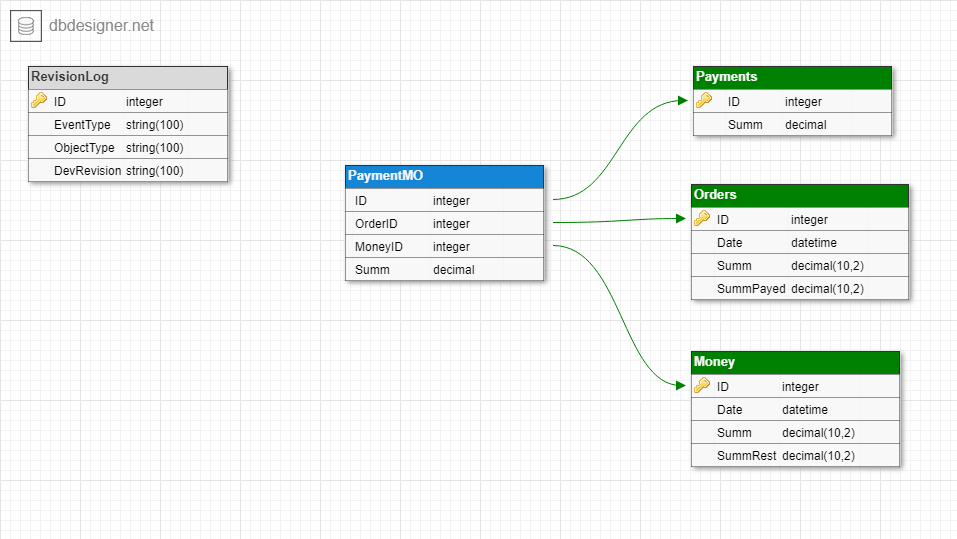 dbdesigner.net
RevisionLog
ID integer
EventType string(100)
ObjectType string(100)
DevRevision string(100)
PaymentMO
ID integer
OrderID integer
MoneyID integer
Summ decimal
Payments
ID integer
Summ decimal
Orders
ID integer
Date datetime
Summ decimal(10,2)
SummPayed decimal(10,2)
Money
ID integer
Date datetime
Summ decimal(10,2)
SummRest decimal(10,2)